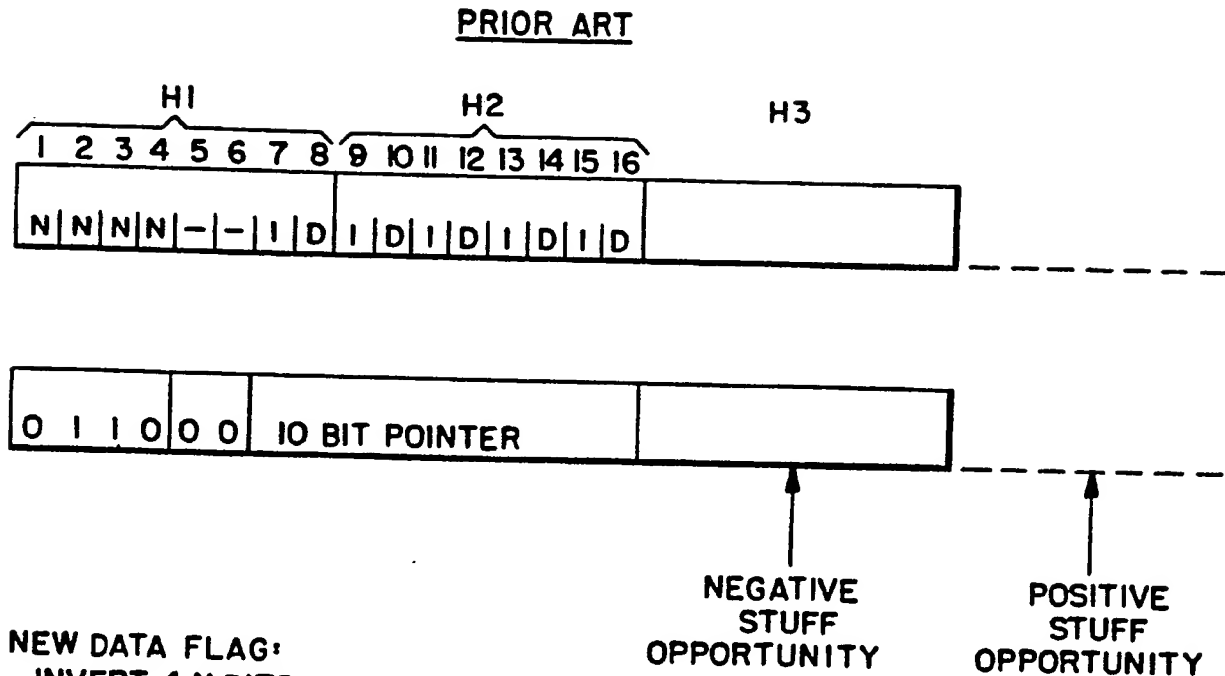 PRIOR ART
H1 H2 H3
1 2 3 4 5 6 7 8 9 10 11 12 13 14 15 16
N N N N - - I D I D I D I D I D
0 1 1 0 0 0 10 BIT POINTER
NEGATIVE STUFF OPPORTUNITY
POSITIVE STUFF OPPORTUNITY
NEW DATA FLAG: